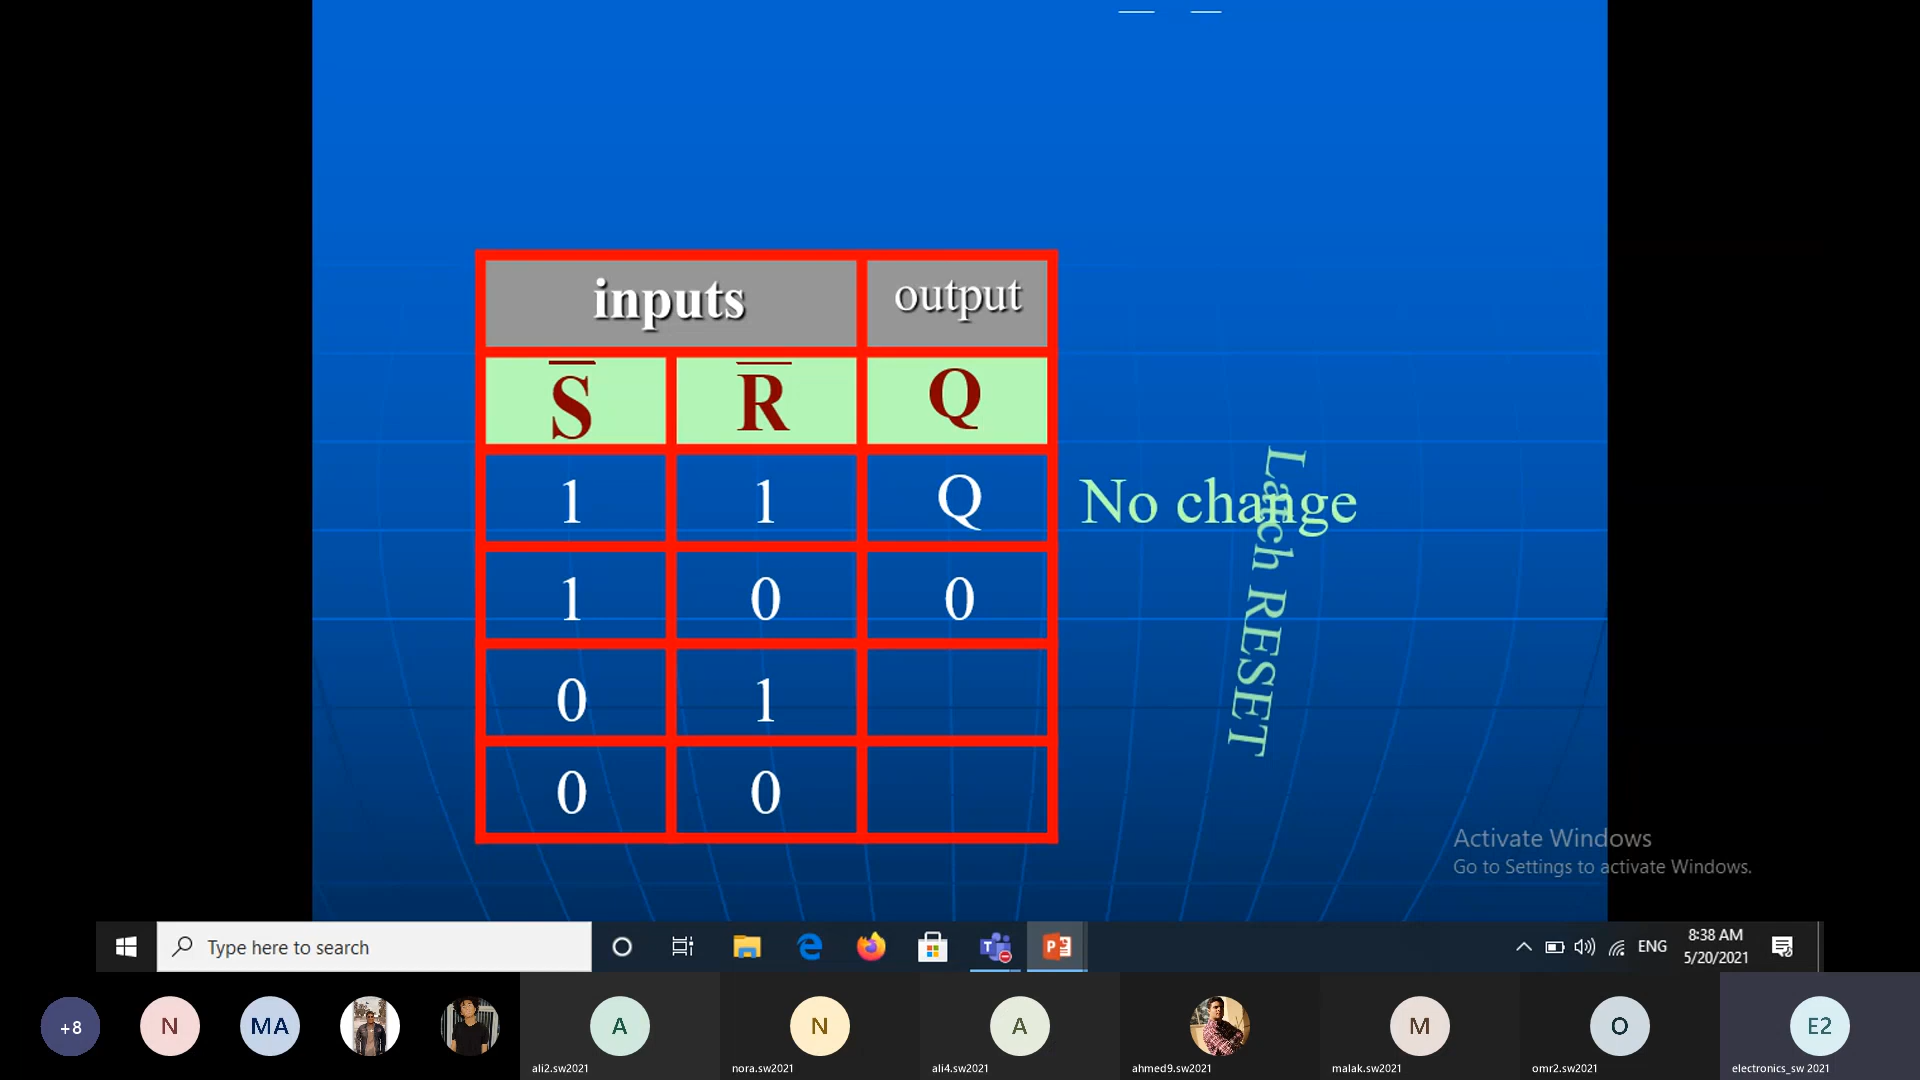 inputs output
S R Q
1 1 Q No change
1 0 0 Latch RESET
0 1
0 0
Activate Windows
Go to Settings to activate Windows.
Type here to search
ENG
8:38 AM
5/20/2021
+8 N MA A N A M O E2
ali2.sw2021 nora.sw2021 ali4.sw2021 ahmed9.sw2021 malak.sw2021 omr2.sw2021 electronics_sw 2021